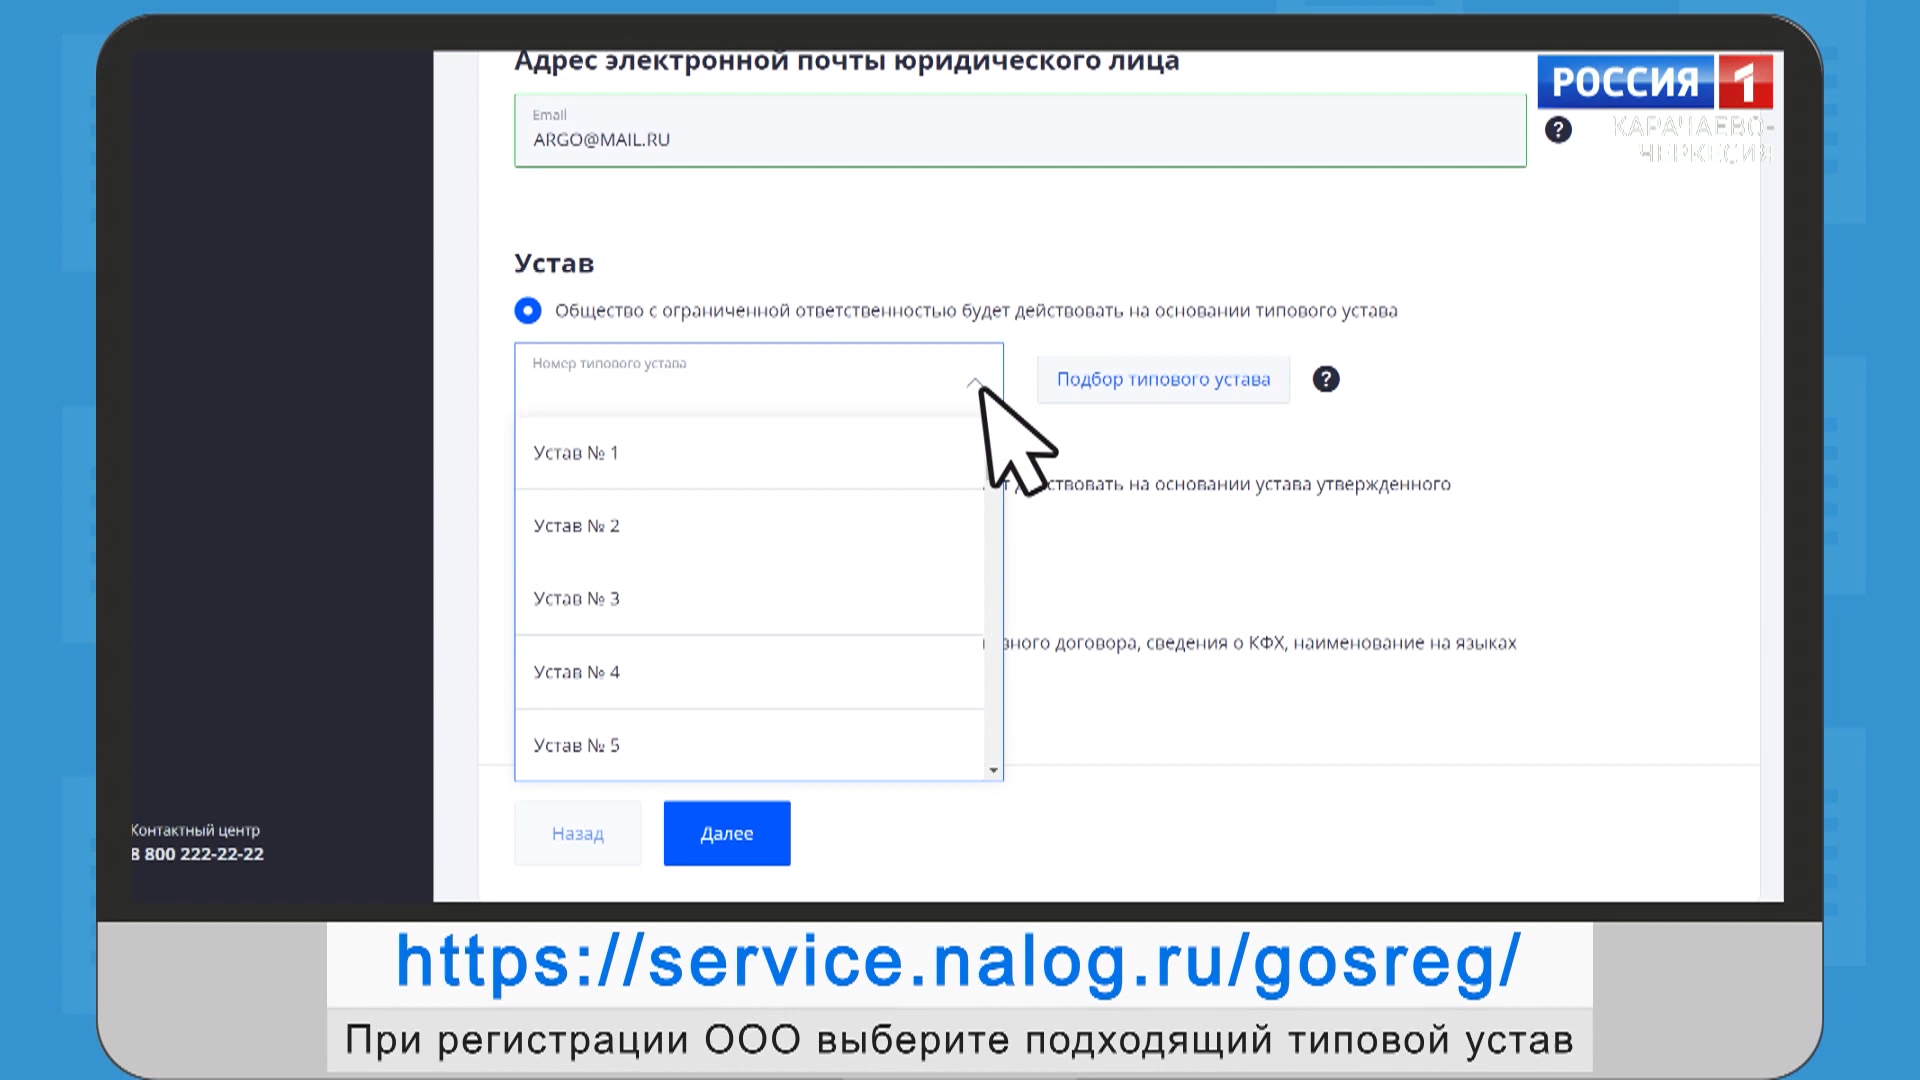 Адрес электронной почты юридического лица
РОССИЯ 1
Email
ARGO@MAIL.RU
?
КАРАЧАЕВО-
ЧЕРКЕСИЯ
Устав
Общество с ограниченной ответственностью будет действовать на основании типового устава
Номер типового устава
Подбор типового устава
?
Устав № 1
действовать на основании устава утвержденного
Устав № 2
Устав № 3
договора, сведения о КФХ, наименование на языках
Устав № 4
Устав № 5
Назад
Далее
Контактный центр
8 800 222-22-22
https://service.nalog.ru/gosreg/
При регистрации ООО выберите подходящий типовой устав